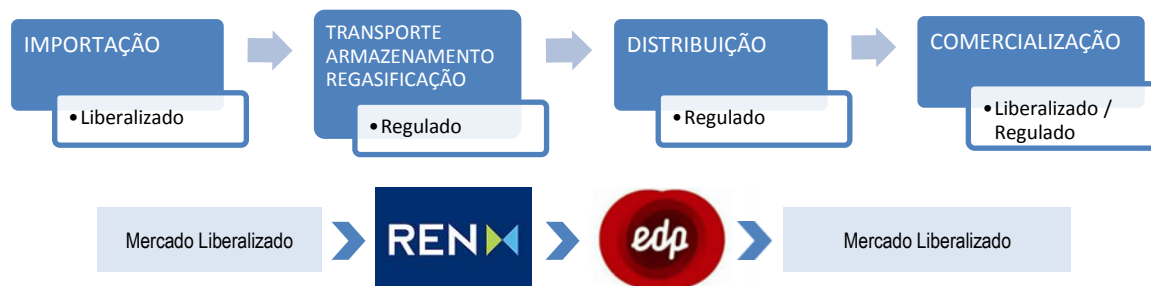 IMPORTAÇÃO
•Liberalizado
TRANSPORTE
ARMAZENAMENTO
REGASIFICAÇÃO
•Regulado
DISTRIBUIÇÃO
•Regulado
COMERCIALIZAÇÃO
•Liberalizado /
Regulado
Mercado Liberalizado
REN
edp
Mercado Liberalizado